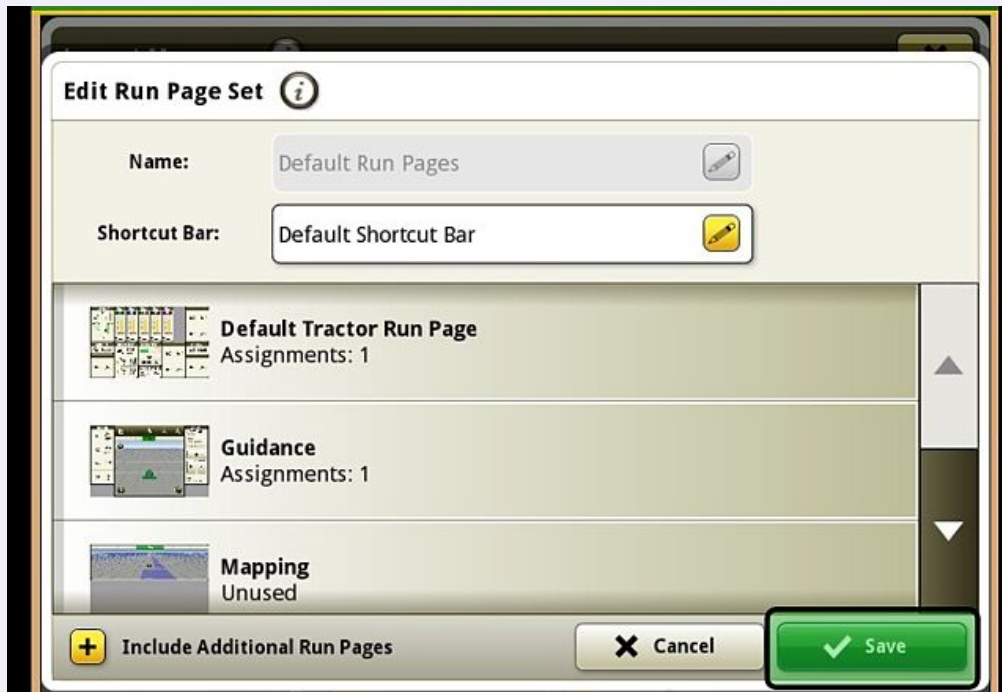 Edit Run Page Set
Name:
Default Run Pages
Shortcut Bar:
Default Shortcut Bar
Default Tractor Run Page
Assignments: 1
Guidance
Assignments: 1
Mapping
Unused
Include Additional Run Pages
Cancel
Save